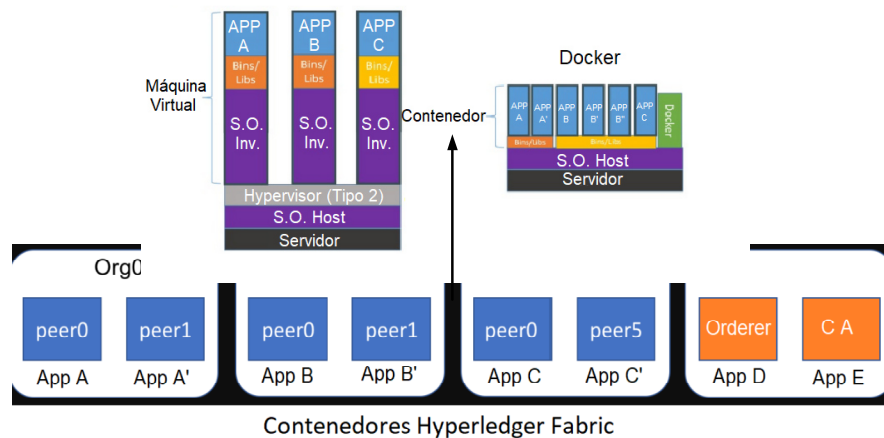 APP
A
APP
B
APP
C
Bins/
Libs
Bins/
Libs
Bins/
Libs
Máquina
Virtual
S.O.
Inv.
S.O.
Inv.
S.O.
Inv.
Hypervisor (Tipo 2)
S.O. Host
Servidor
Docker
Contenedor
APP
A
APP
A'
APP
B
APP
B'
APP
B"
APP
C
Docker
Bins/Libs
Bins/Libs
S.O. Host
Servidor
Org0
peer0
peer1
peer0
peer1
peer0
peer5
Orderer
C A
App A
App A'
App B
App B'
App C
App C'
App D
App E
Contenedores Hyperledger Fabric